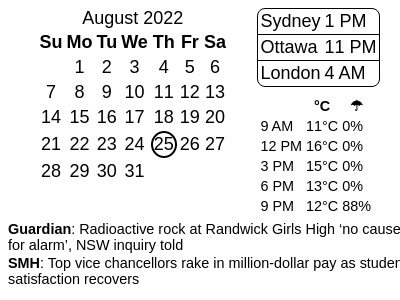 August 2022
Su Mo Tu We Th Fr Sa
1 2 3 4 5 6
7 8 9 10 11 12 13
14 15 16 17 18 19 20
21 22 23 24 25 26 27
28 29 30 31
Sydney 1 PM
Ottawa 11 PM
London 4 AM
°C ☂
9 AM 11°C 0%
12 PM 16°C 0%
3 PM 15°C 0%
6 PM 13°C 0%
9 PM 12°C 88%
Guardian: Radioactive rock at Randwick Girls High ‘no cause
for alarm’, NSW inquiry told
SMH: Top vice chancellors rake in million-dollar pay as studen
satisfaction recovers